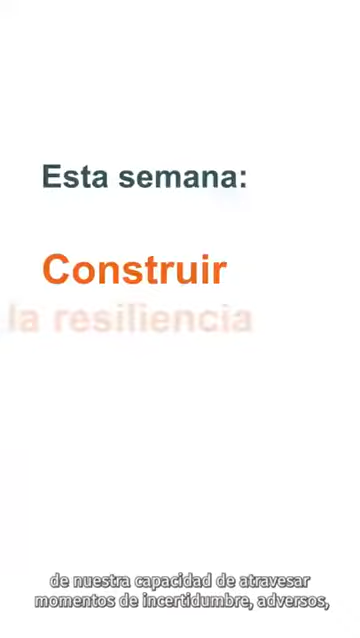 Esta semana:
Construir
la resiliencia
de nuestra capacidad de atravesar
momentos de incertidumbre, adversos,